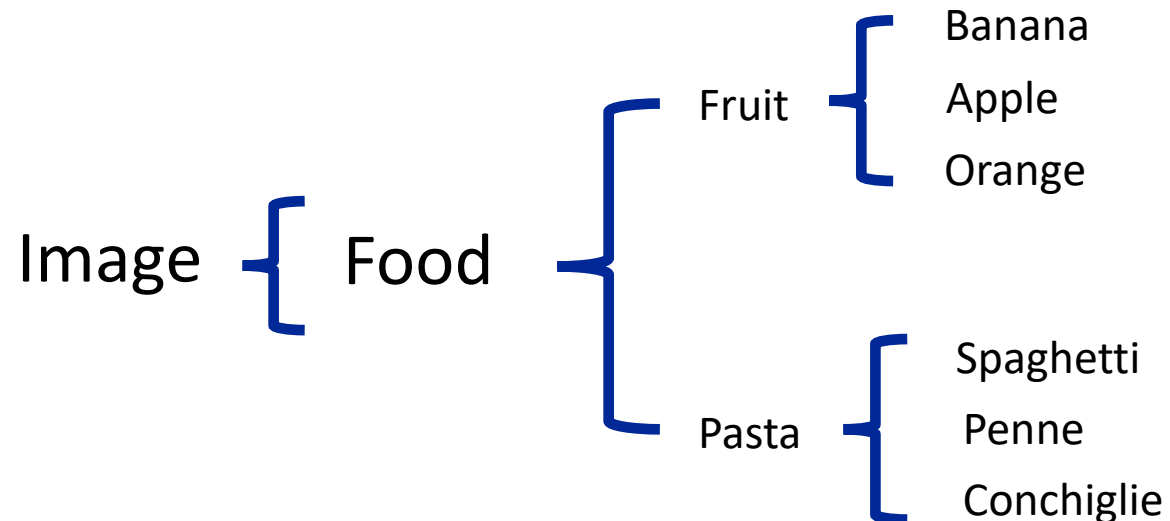 Image
Food
Fruit
Banana
Apple
Orange
Pasta
Spaghetti
Penne
Conchiglie